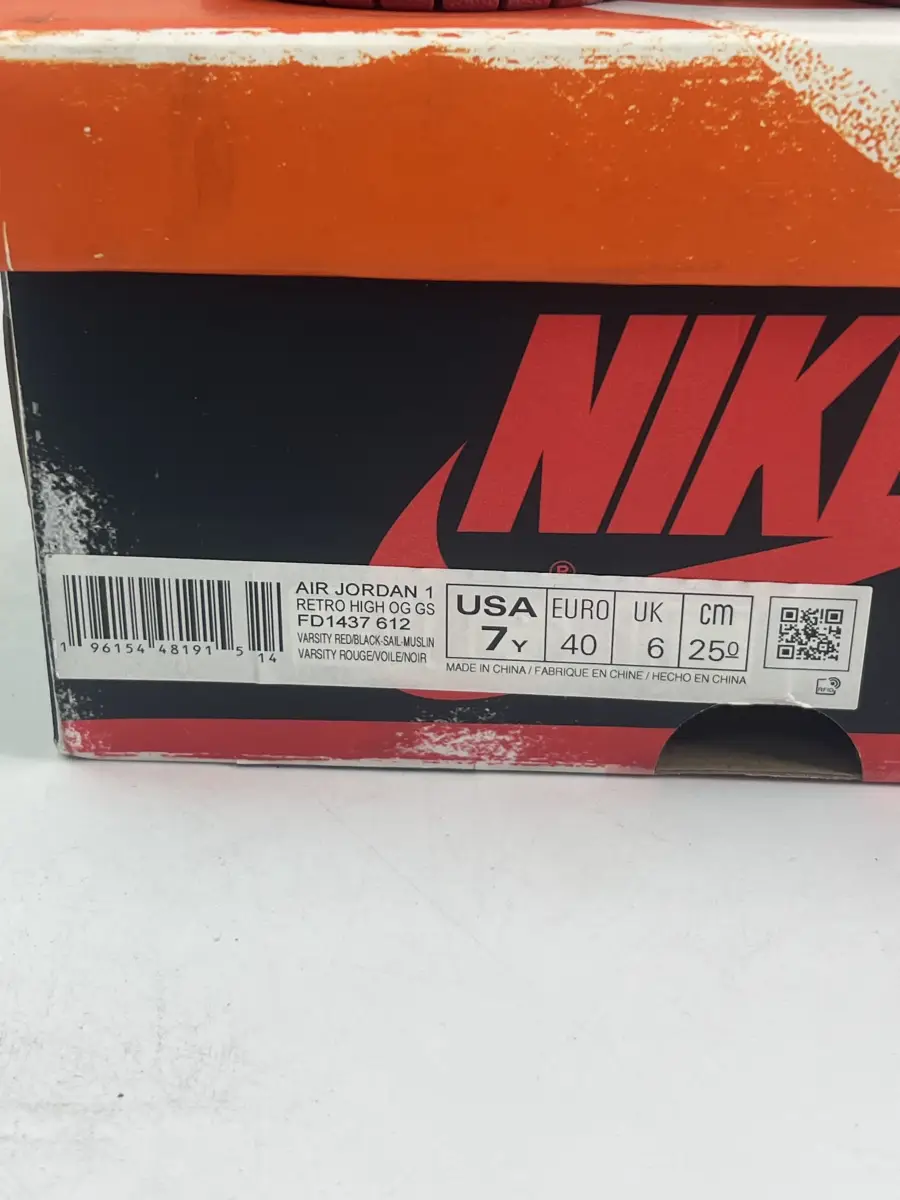 NIKE
®
AIR JORDAN 1
RETRO HIGH OG GS
FD1437 612
VARSITY RED/BLACK-SAIL-MUSLIN
VARSITY ROUGE/VOILE/NOIR
1 96154 48191 5 14
USA EURO UK cm
7Y 40 6 250
MADE IN CHINA / FABRIQUE EN CHINE / HECHO EN CHINA
RFID